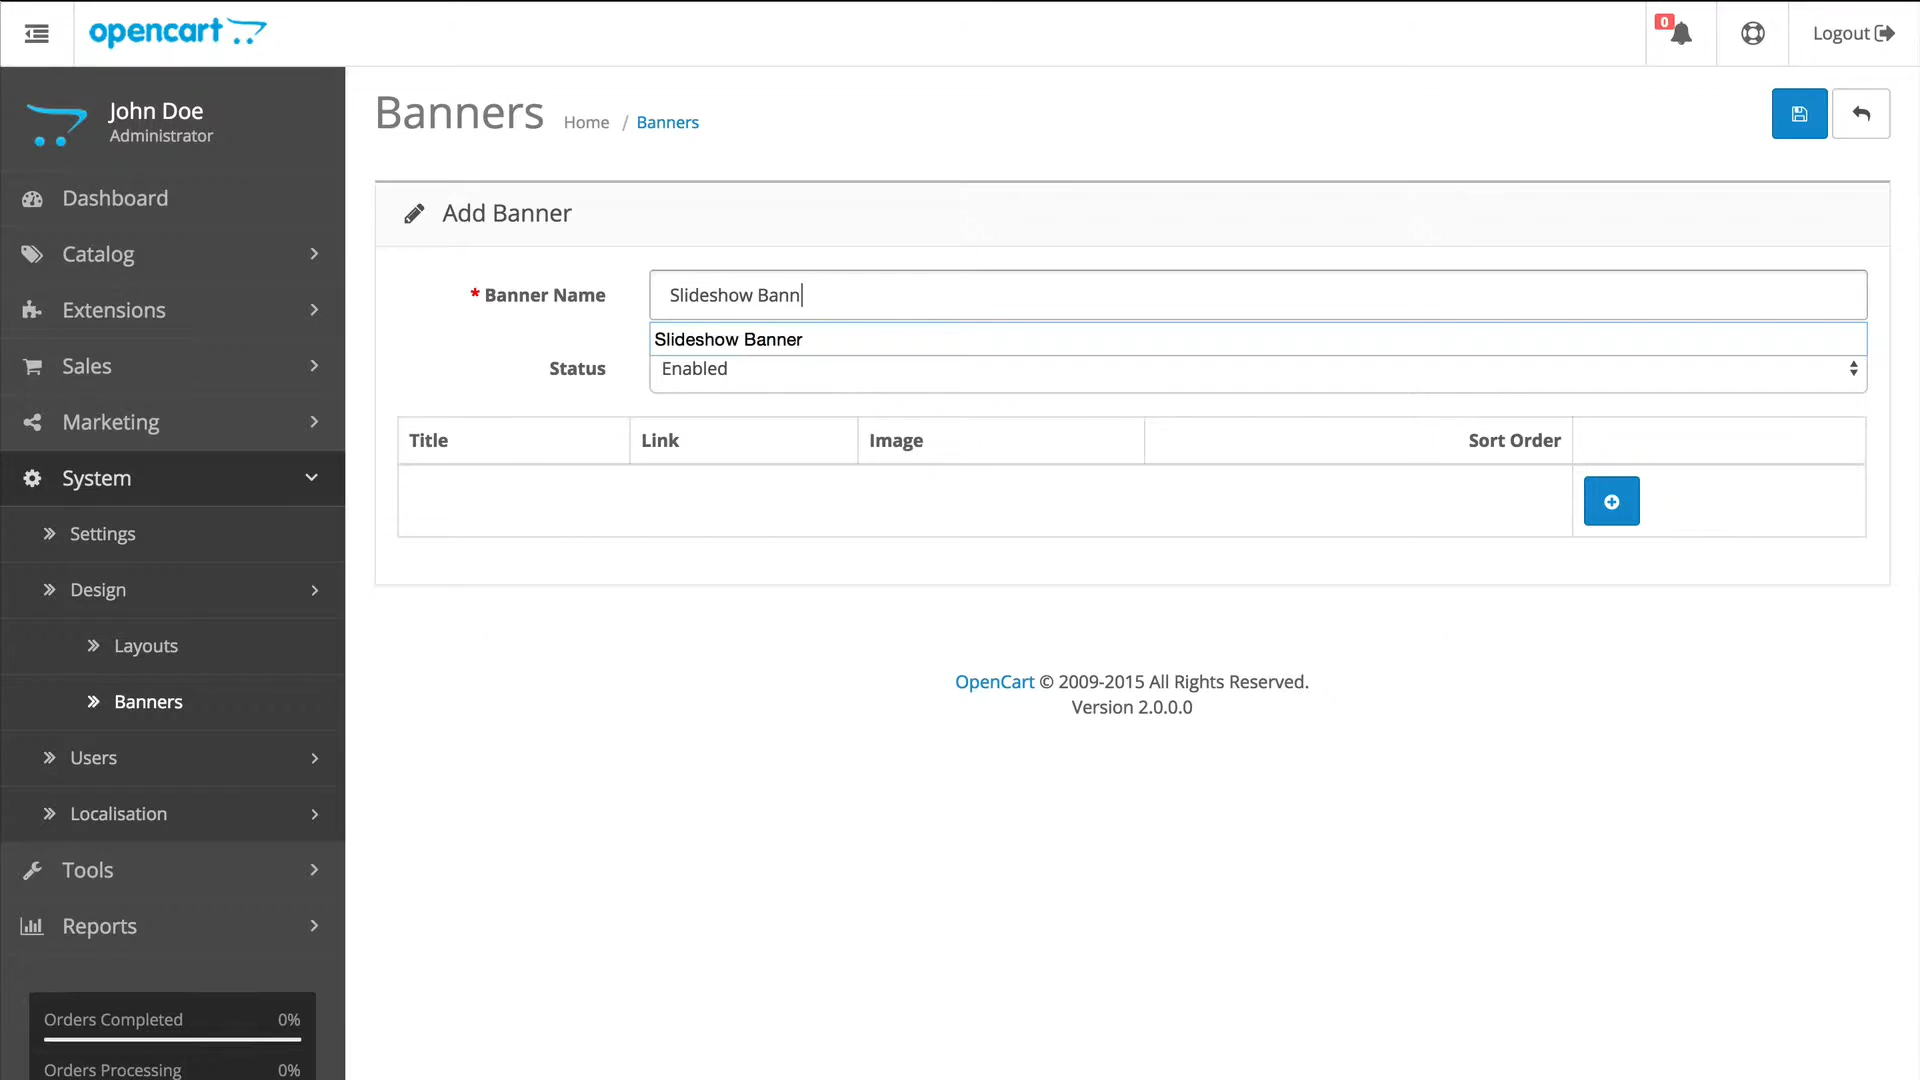 opencart
0
Logout
John Doe
Administrator
Dashboard
Catalog
Extensions
Sales
Marketing
System
Settings
Design
Layouts
Banners
Users
Localisation
Tools
Reports
Orders Completed 0%
Orders Processing 0%
Banners Home / Banners
Add Banner
* Banner Name Slideshow Bann
Slideshow Banner
Status Enabled
Title Link Image Sort Order
OpenCart © 2009-2015 All Rights Reserved.
Version 2.0.0.0